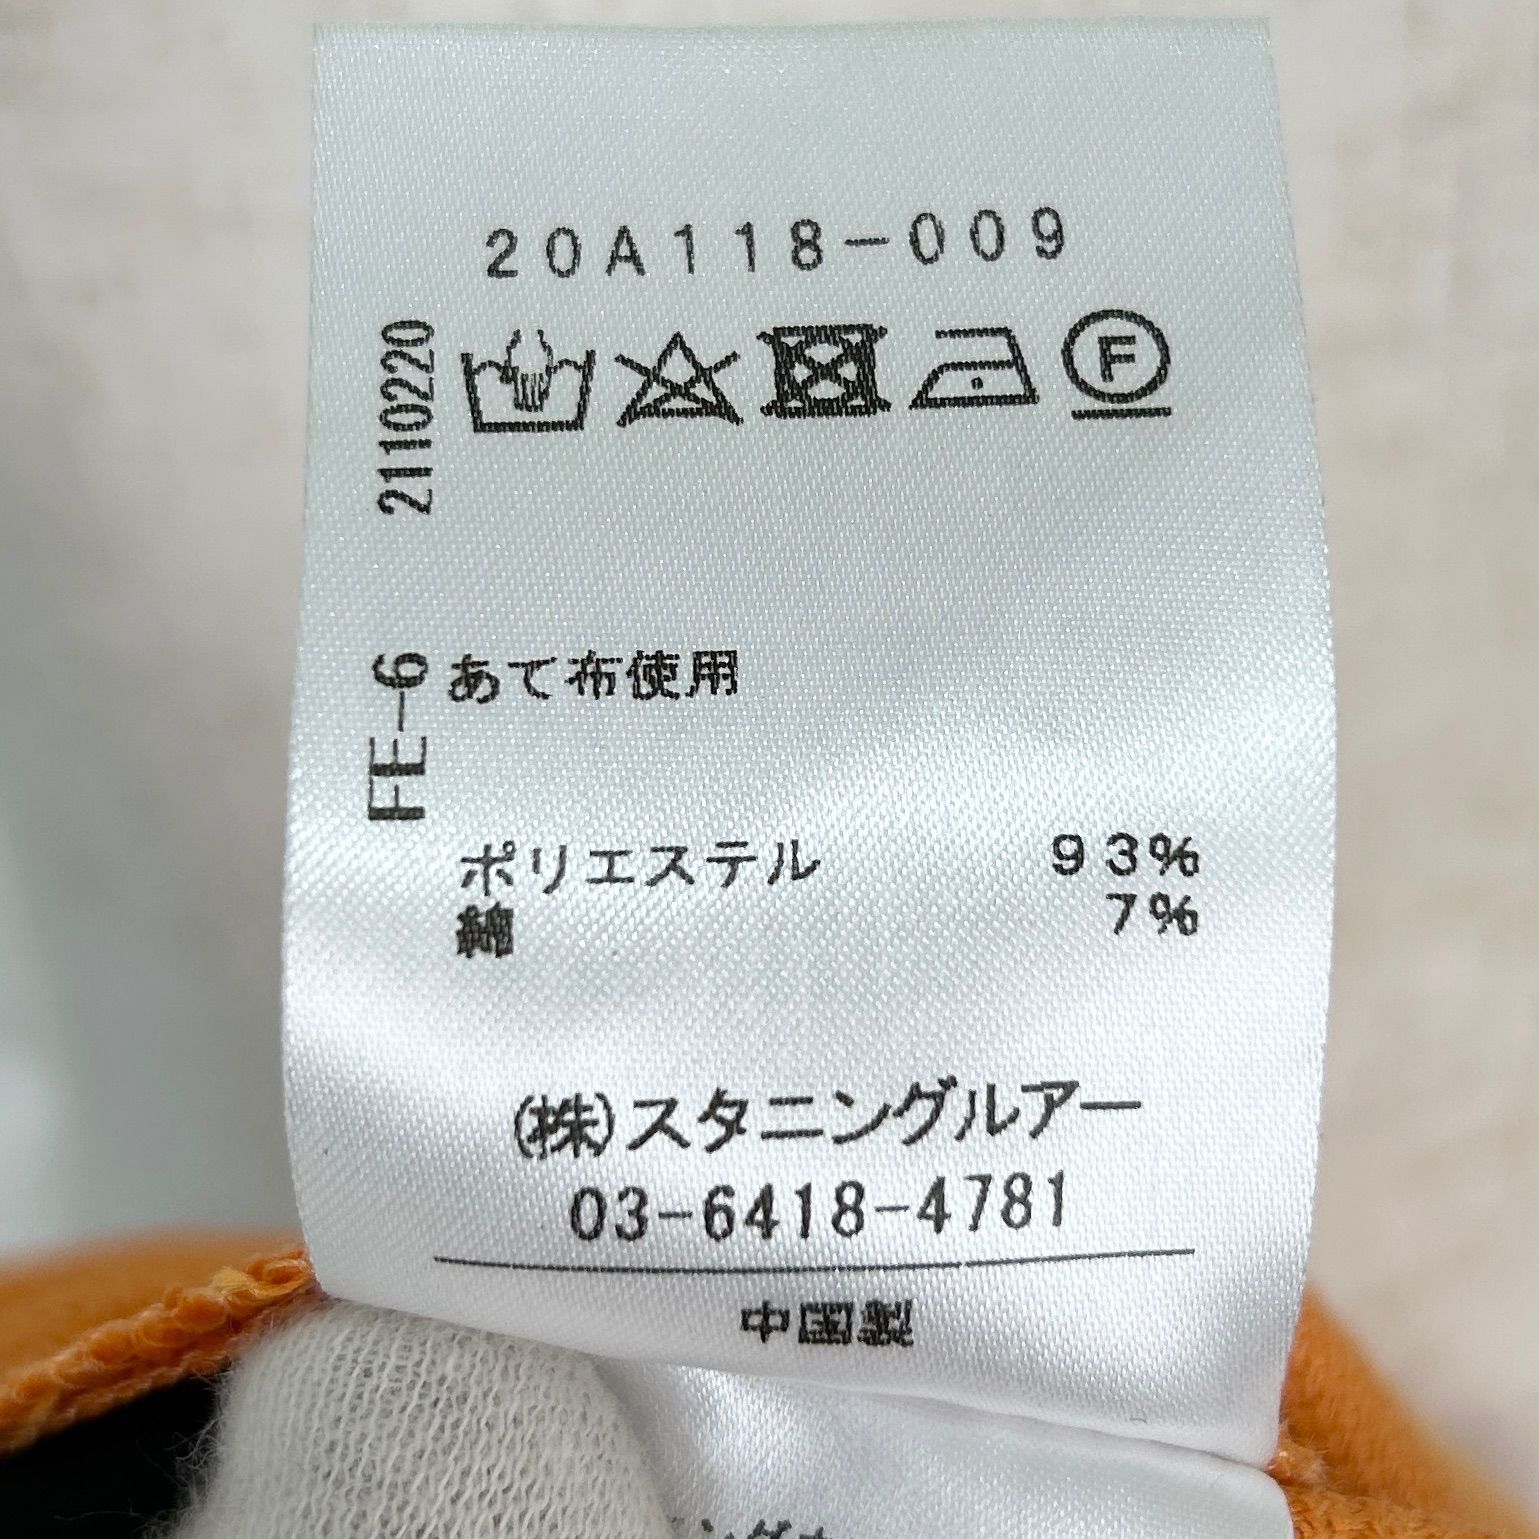 20A118-009
2110220
F
FE-6
あて布使用
ポリエステル 93%
綿 7%
(株)スタニングルアー
03-6418-4781
中国製